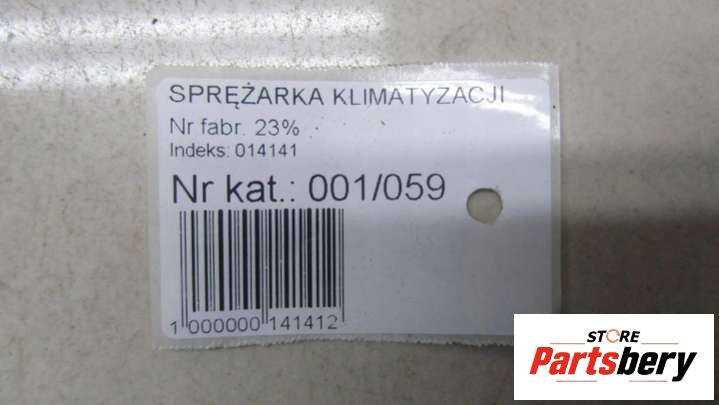 SPRĘŻARKA KLIMATYZACJI
Nr fabr. 23%
Indeks: 014141
Nr kat.: 001/059
1 000000 141412
STORE
Partsbery